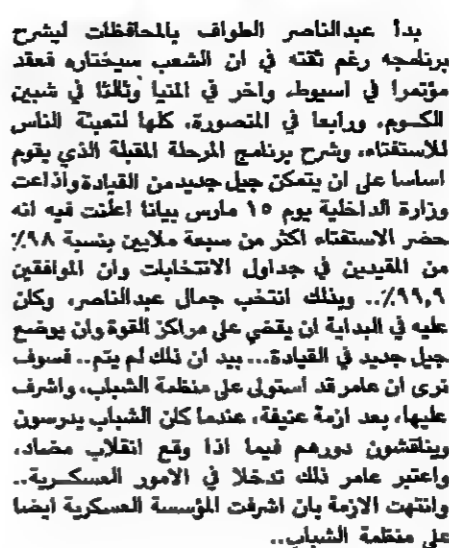 بدأ عبدالناصر الطواف بالمحافظات ليشرح
برنامجه رغم ثقته في ان الشعب سيختاره فعقد
مؤتمرا في اسيوط، واخر في المنيا وثالثا في شبين
الكــوم، ورابعا في المنصورة، كلها لتعبئة الناس
للاستفتاء، وشرح برنامج المرحلة المقبلة الذي يقوم
اساسا على ان يتمكن جيل جديد من القيادة وأذاعت
وزارة الداخلية يوم ١٥ مارس بيانا اعلنت فيه انه
حضر الاستفتاء اكثر من سبعة ملايين بنسبة ٩٨٪
من المقيدين في جداول الانتخابات وان الموافقين
٩٩,٩٪.. وبذلك انتخب جمال عبدالناصر، وكان
عليه في البداية ان يقضي على مراكز القوة وان يوضع
جيل جديد في القيادة... بيد ان ذلك لم يتم.. فسوف
نرى ان عامر قد استولى على منظمة الشباب، واشرف
عليها، بعد ازمة عنيفة، عندما كان الشباب يدرسون
ويناقشون دورهم فيما اذا وقع انقلاب مضاد،
واعتبر عامر ذلك تدخلا في الامور العسكــرية..
وانتهت الازمة بان اشرفت المؤسسة العسكرية ايضا
على منظمة الشباب..